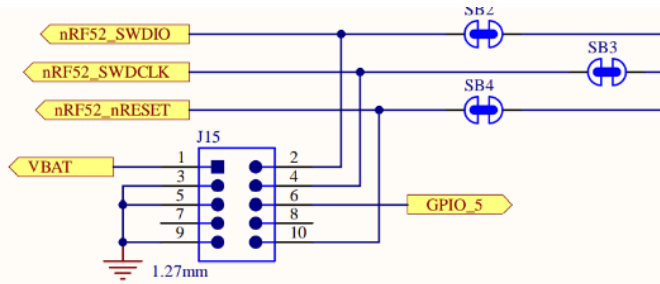 SB2
nRF52_SWDIO
SB3
nRF52_SWDCLK
SB4
nRF52_nRESET
J15
VBAT
1 2
3 4
5 6
GPIO_5
7 8
9 10
1.27mm